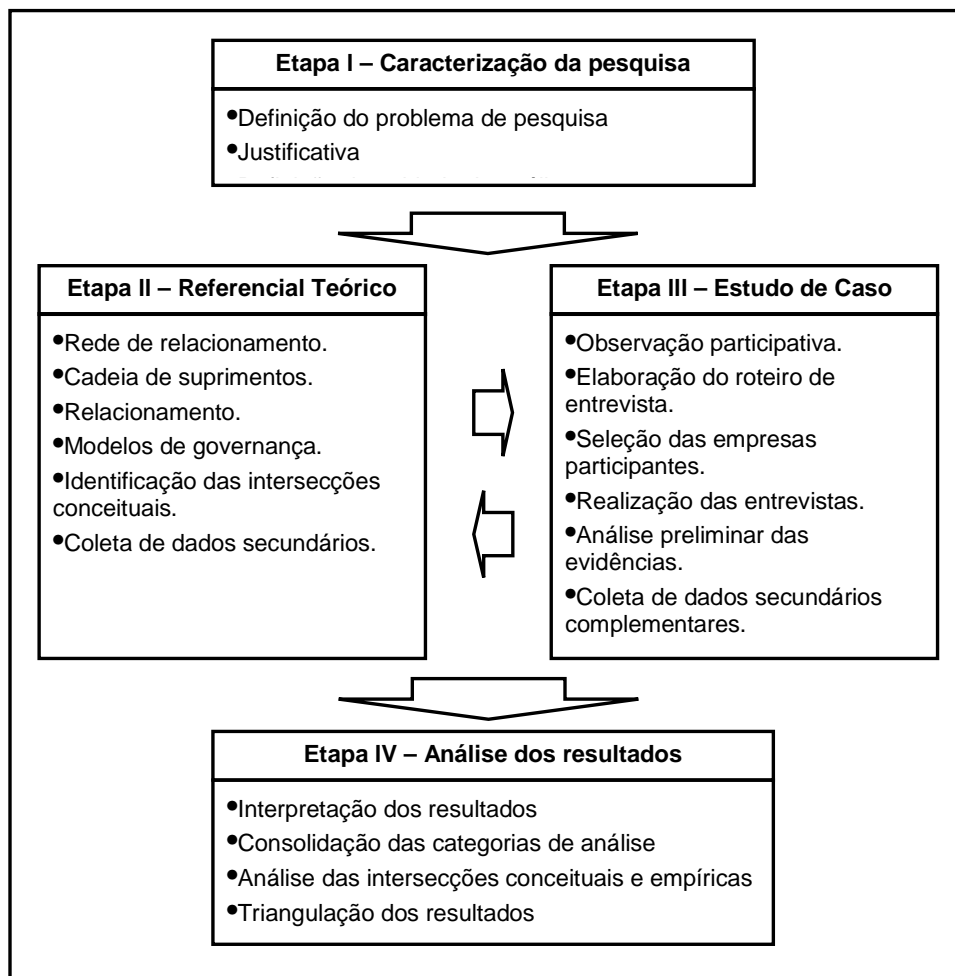 Etapa I – Caracterização da pesquisa
•Definição do problema de pesquisa
•Justificativa
Etapa II – Referencial Teórico
•Rede de relacionamento.
•Cadeia de suprimentos.
•Relacionamento.
•Modelos de governança.
•Identificação das intersecções
conceituais.
•Coleta de dados secundários.
Etapa III – Estudo de Caso
•Observação participativa.
•Elaboração do roteiro de
entrevista.
•Seleção das empresas
participantes.
•Realização das entrevistas.
•Análise preliminar das
evidências.
•Coleta de dados secundários
complementares.
Etapa IV – Análise dos resultados
•Interpretação dos resultados
•Consolidação das categorias de análise
•Análise das intersecções conceituais e empíricas
•Triangulação dos resultados